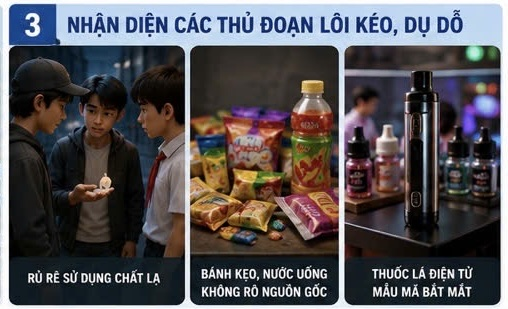 3 NHẬN DIỆN CÁC THỦ ĐOẠN LÔI KÉO, DỤ DỖ
RỦ RÊ SỬ DỤNG CHẤT LẠ
BÁNH KẸO, NƯỚC UỐNG
KHÔNG RÕ NGUỒN GỐC
THUỐC LÁ ĐIỆN TỬ
MẪU MÃ BẮT MẮT